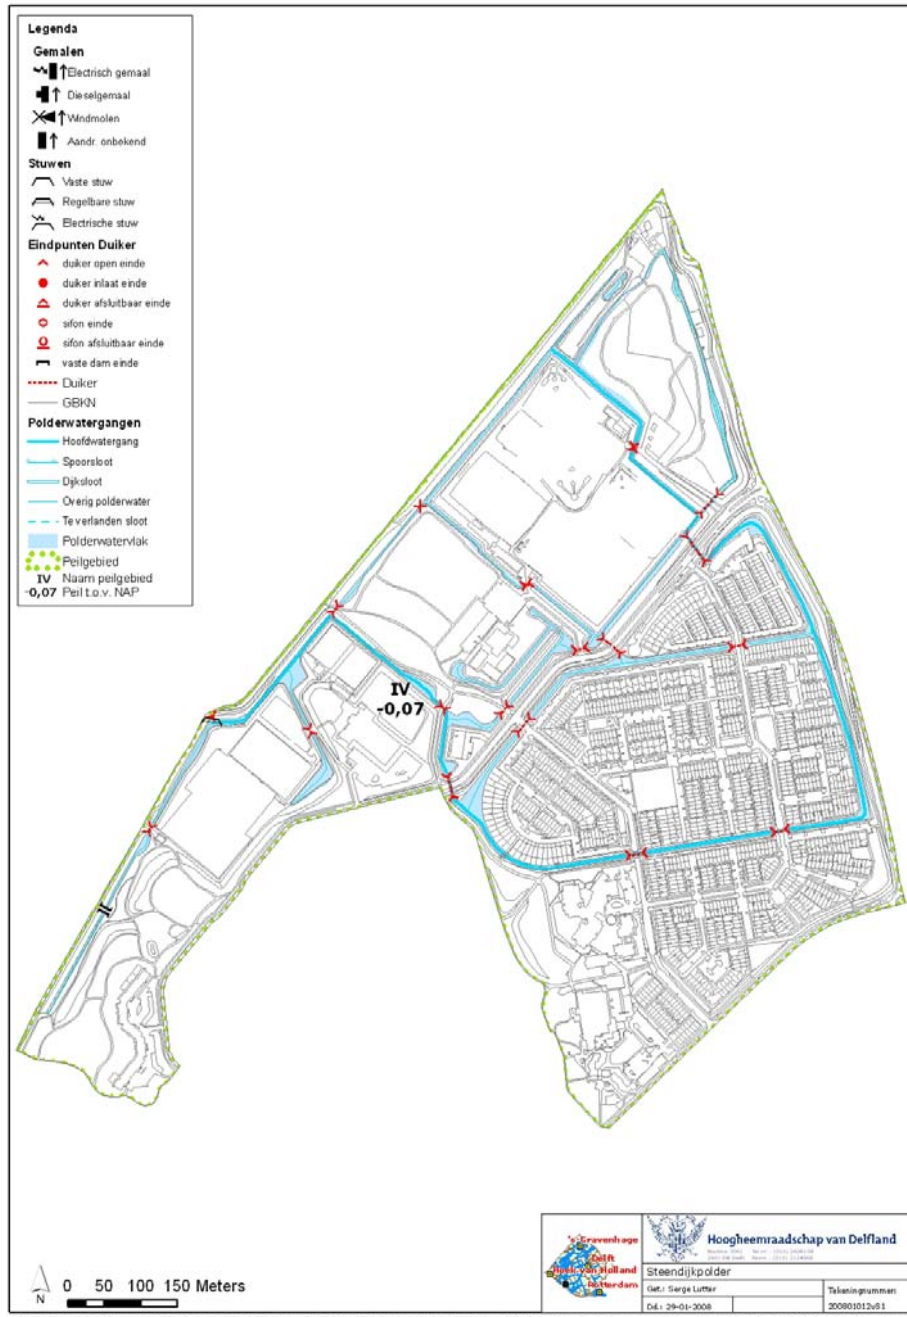 Legenda
Gemalen
Electrisch gemaal
Dieselgemaal
Windmolen
Aandr. onbekend
Stuwen
Vaste stuw
Regelbare stuw
Electrische stuw
Eindpunten Duiker
duiker open einde
duiker inlaat einde
duiker afsluitbaar einde
sifon einde
sifon afsluitbaar einde
vaste dam einde
Duiker
GBKN
Polderwatergangen
Hoofdwatergang
Spoorsloot
Dijksloot
Overig polderwater
Te verlanden sloot
Polderwatervlak
Peilgebied
IV Naam peilgebied
-0,07 Peil t.o.v. NAP
IV
-0,07
N
0 50 100 150 Meters
's-Gravenhage
Delft
Hoek van Holland
Rotterdam
Hoogheemraadschap van Delfland
Steendijkpolder
Get.: Serge Lutter
Dd.: 29-01-2008
Tekeningnummer:
200801012vS1